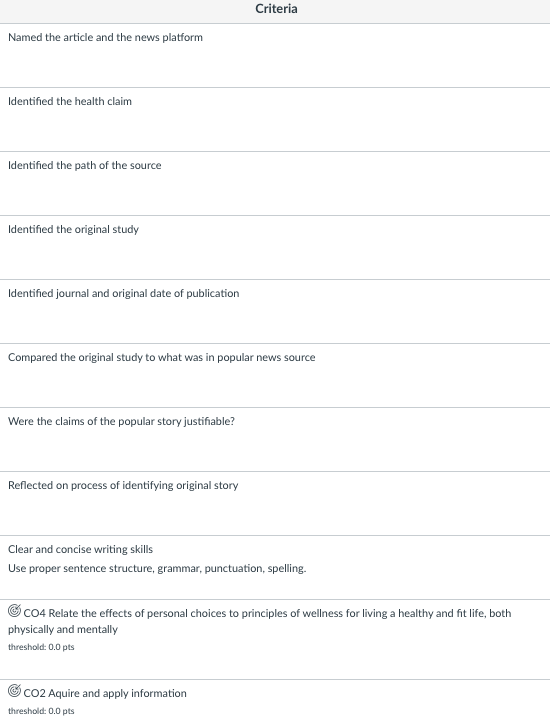 Criteria
Named the article and the news platform
Identified the health claim
Identified the path of the source
Identified the original study
Identified journal and original date of publication
Compared the original study to what was in popular news source
Were the claims of the popular story justifiable?
Reflected on process of identifying original story
Clear and concise writing skills
Use proper sentence structure, grammar, punctuation, spelling.
CO4 Relate the effects of personal choices to principles of wellness for living a healthy and fit life, both
physically and mentally
threshold: 0.0 pts
CO2 Aquire and apply information
threshold: 0.0 pts